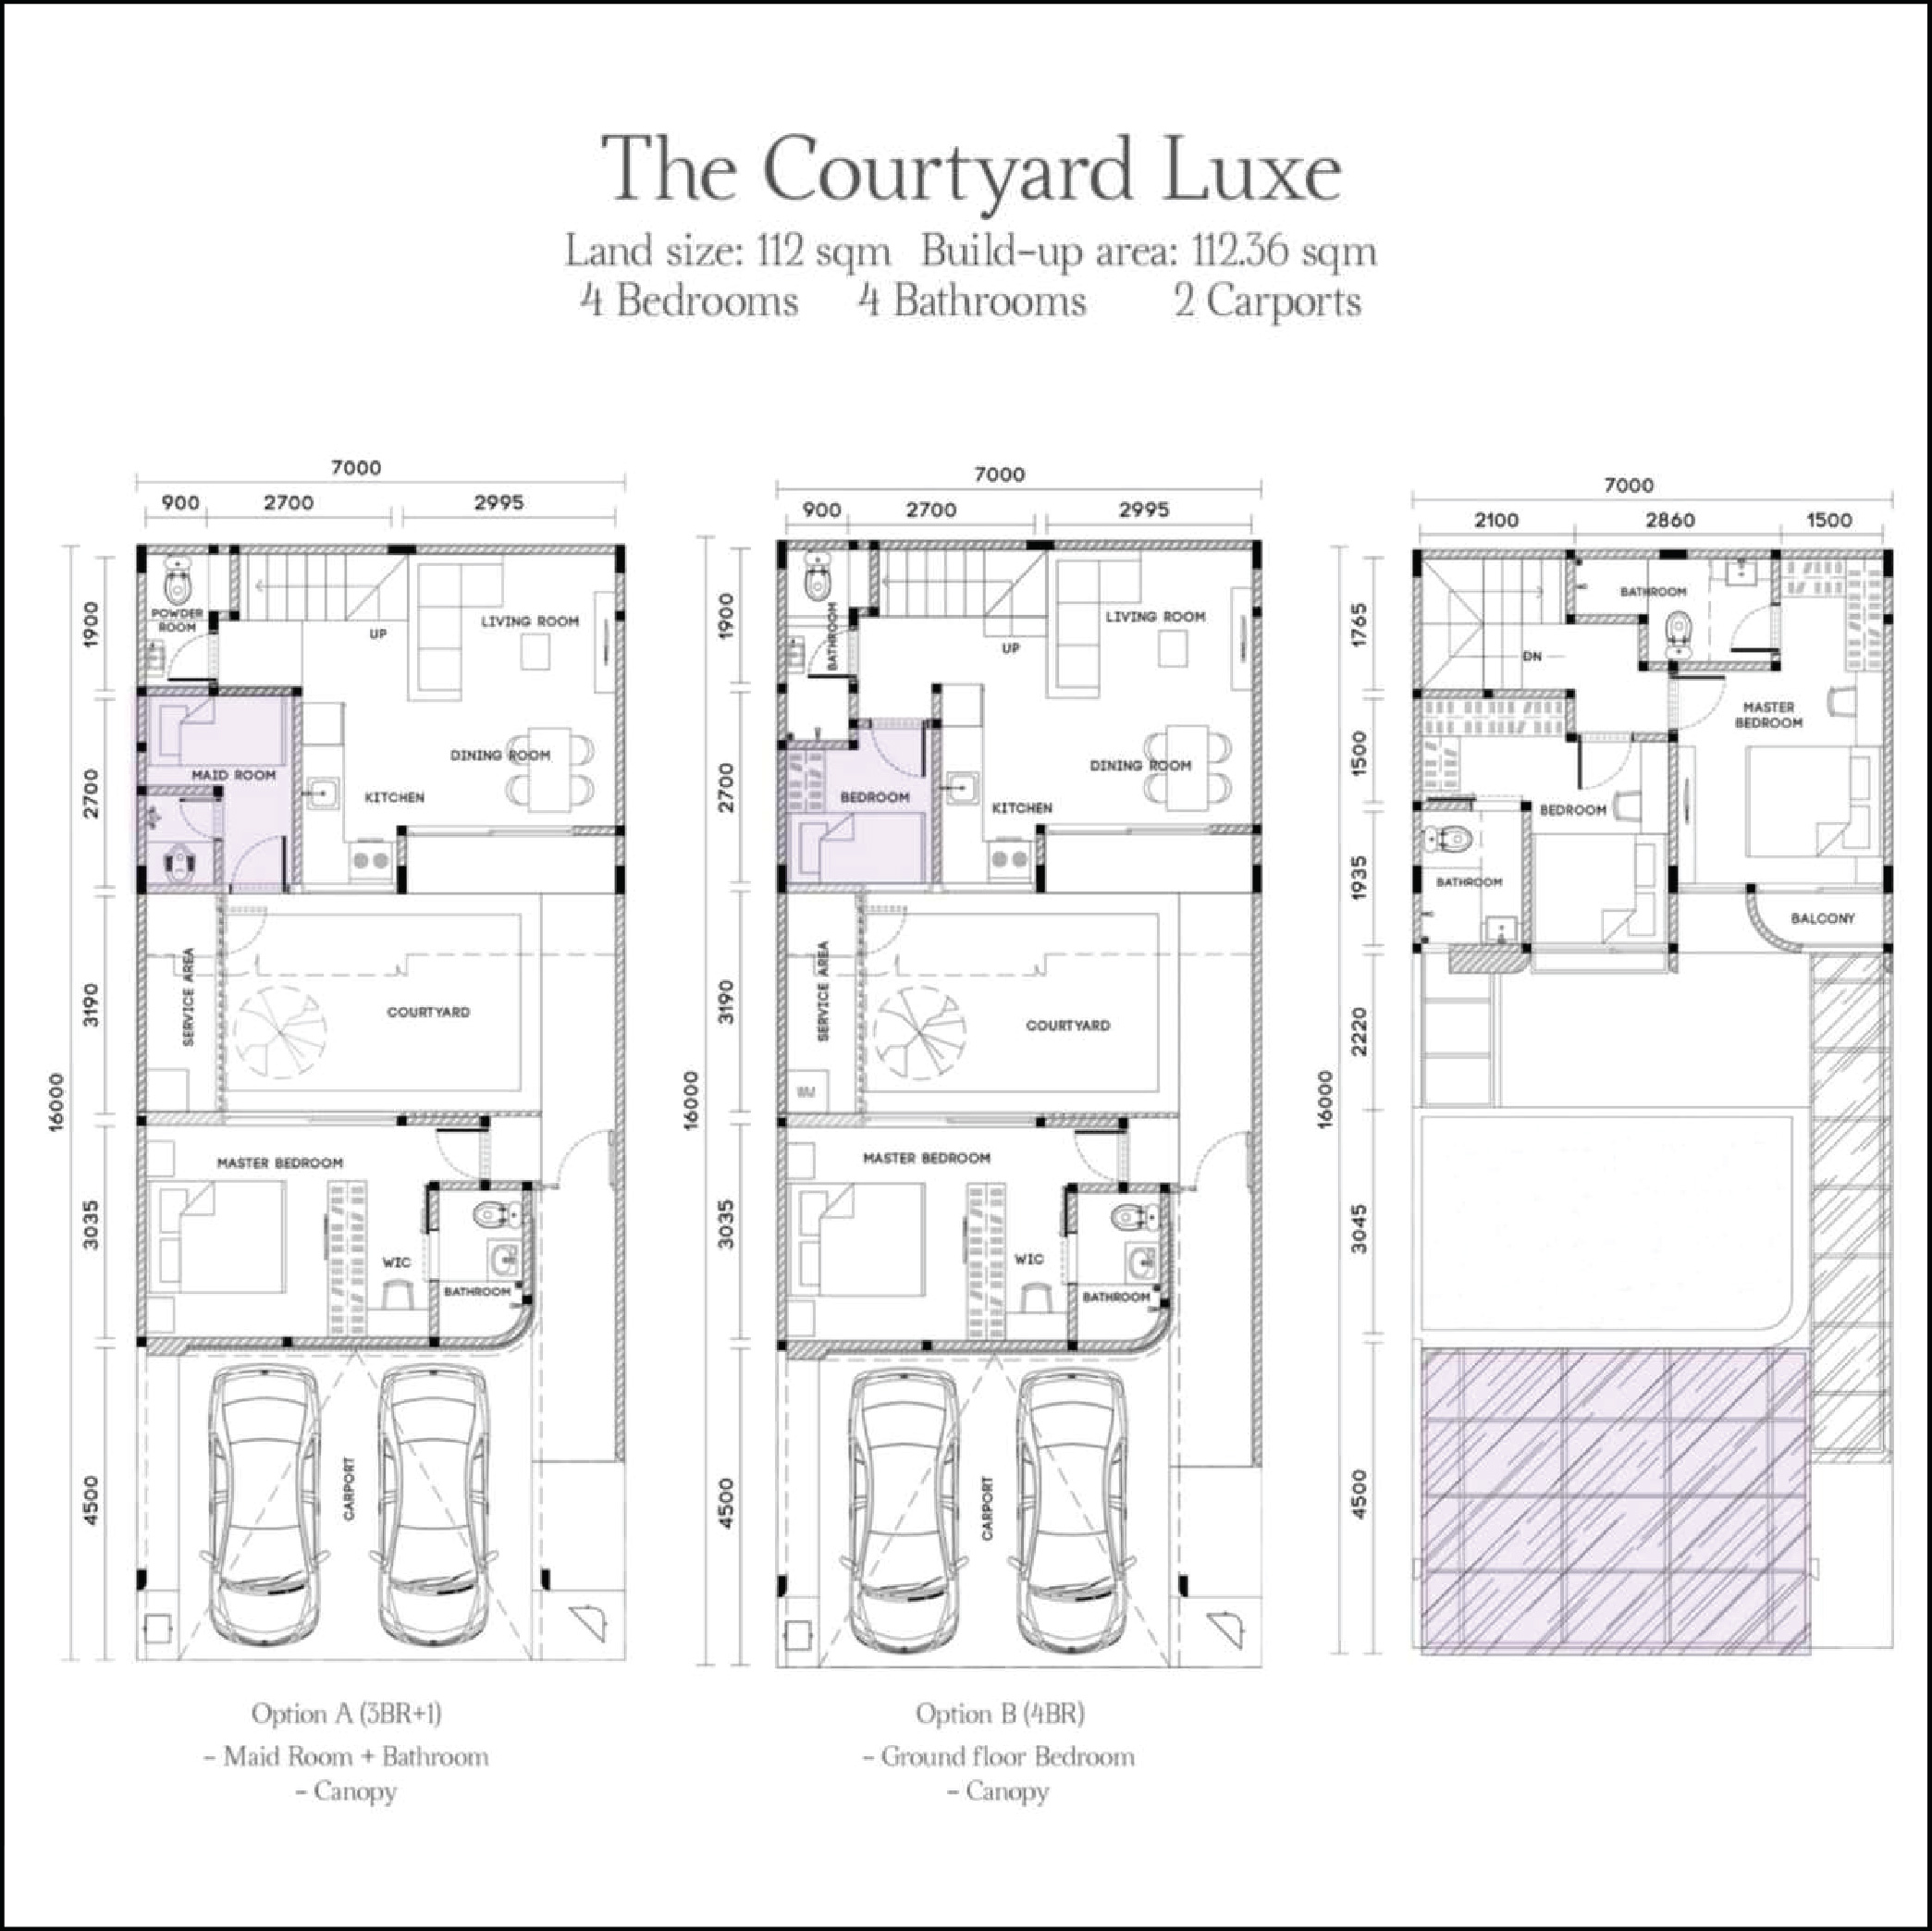 The Courtyard Luxe
Land size: 112 sqm Build-up area: 112.36 sqm
4 Bedrooms 4 Bathrooms 2 Carports
7000
900 2700 2995
16000
1900
2700
3190
3035
4500
POWDER
ROOM
UP
LIVING ROOM
DINING ROOM
MAID ROOM
KITCHEN
SERVICE AREA
COURTYARD
MASTER BEDROOM
WIC
BATHROOM
CARPORT
Option A (3BR+1)
- Maid Room + Bathroom
- Canopy
7000
900 2700 2995
16000
1900
2700
3190
3035
4500
BATHROOM
UP
LIVING ROOM
DINING ROOM
BEDROOM
KITCHEN
SERVICE AREA
COURTYARD
MASTER BEDROOM
WIC
BATHROOM
CARPORT
Option B (4BR)
- Ground floor Bedroom
- Canopy
7000
2100 2860 1500
16000
1765
1500
1935
2220
3045
4500
BATHROOM
DN
MASTER
BEDROOM
BEDROOM
BATHROOM
BALCONY